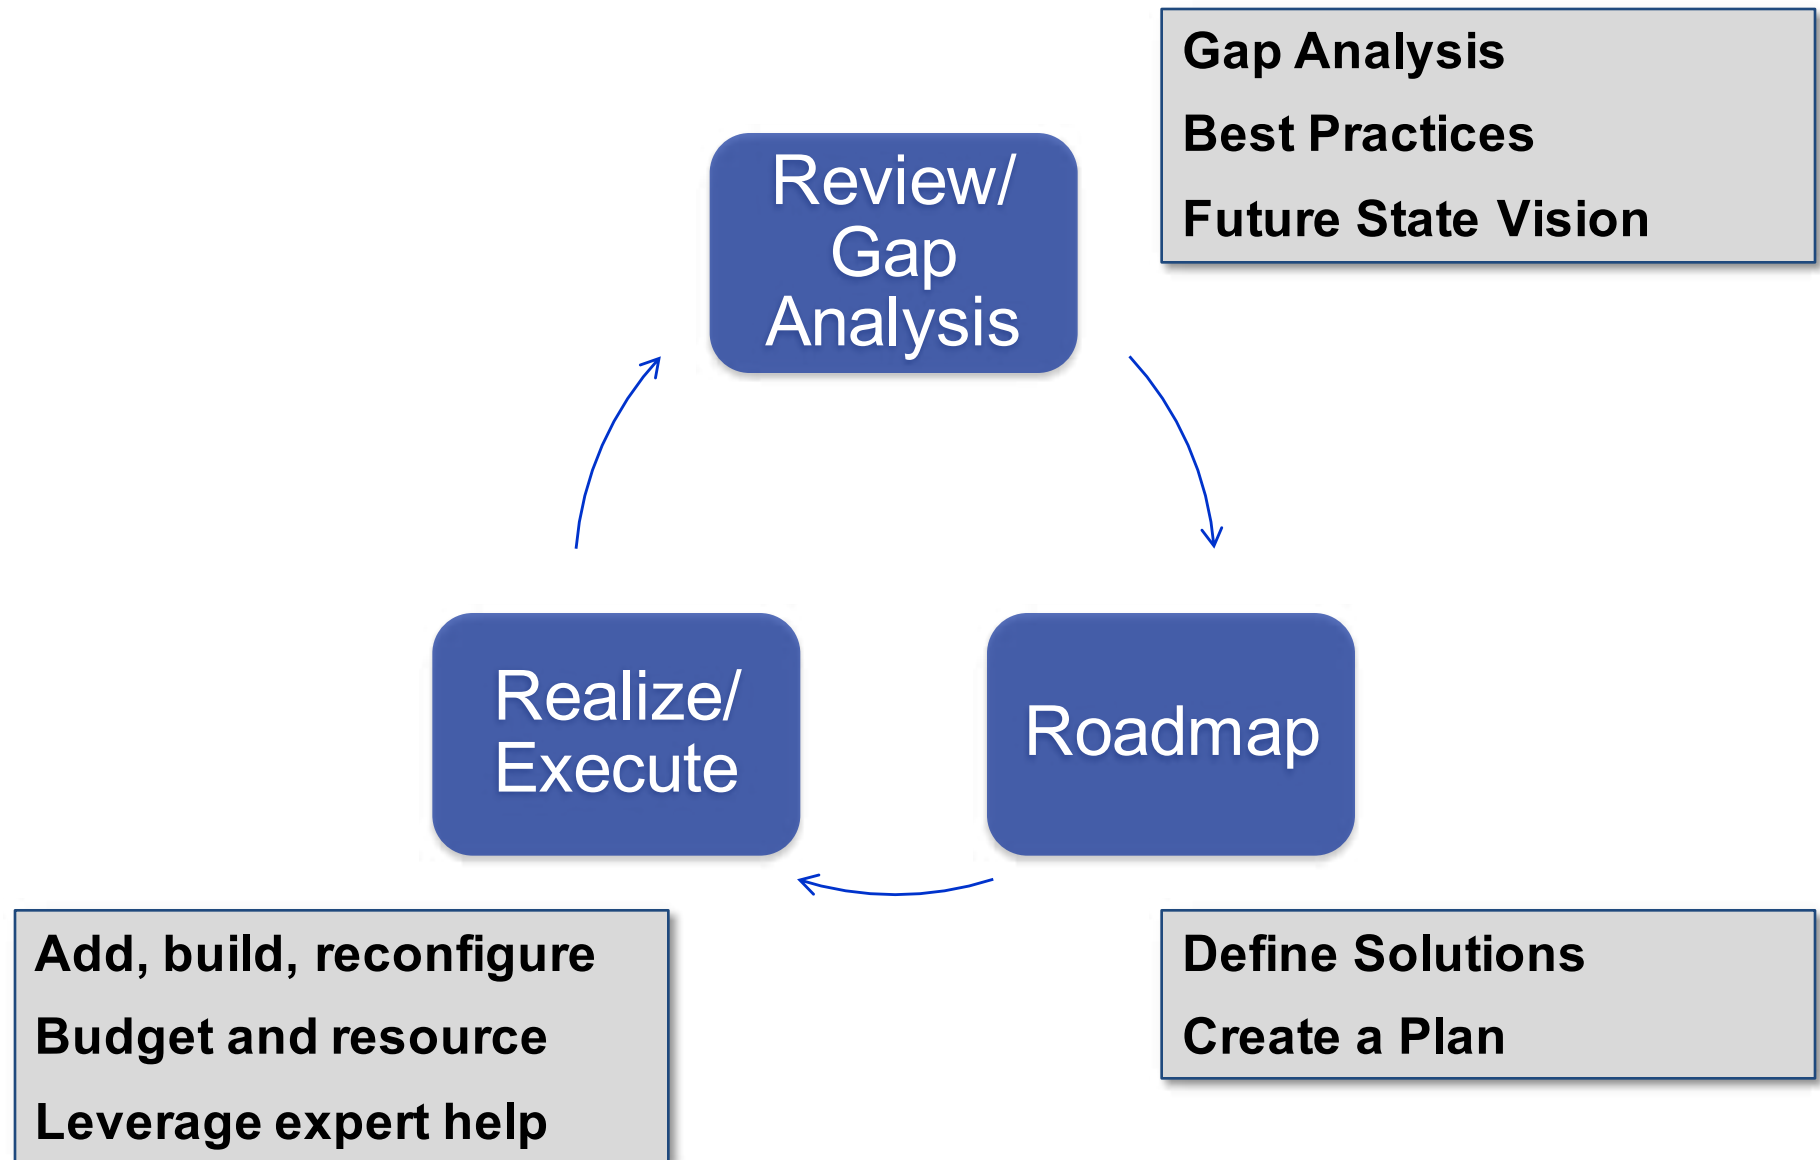 Gap Analysis
Best Practices
Future State Vision
Review/
Gap
Analysis
Realize/
Execute
Roadmap
Add, build, reconfigure
Budget and resource
Leverage expert help
Define Solutions
Create a Plan